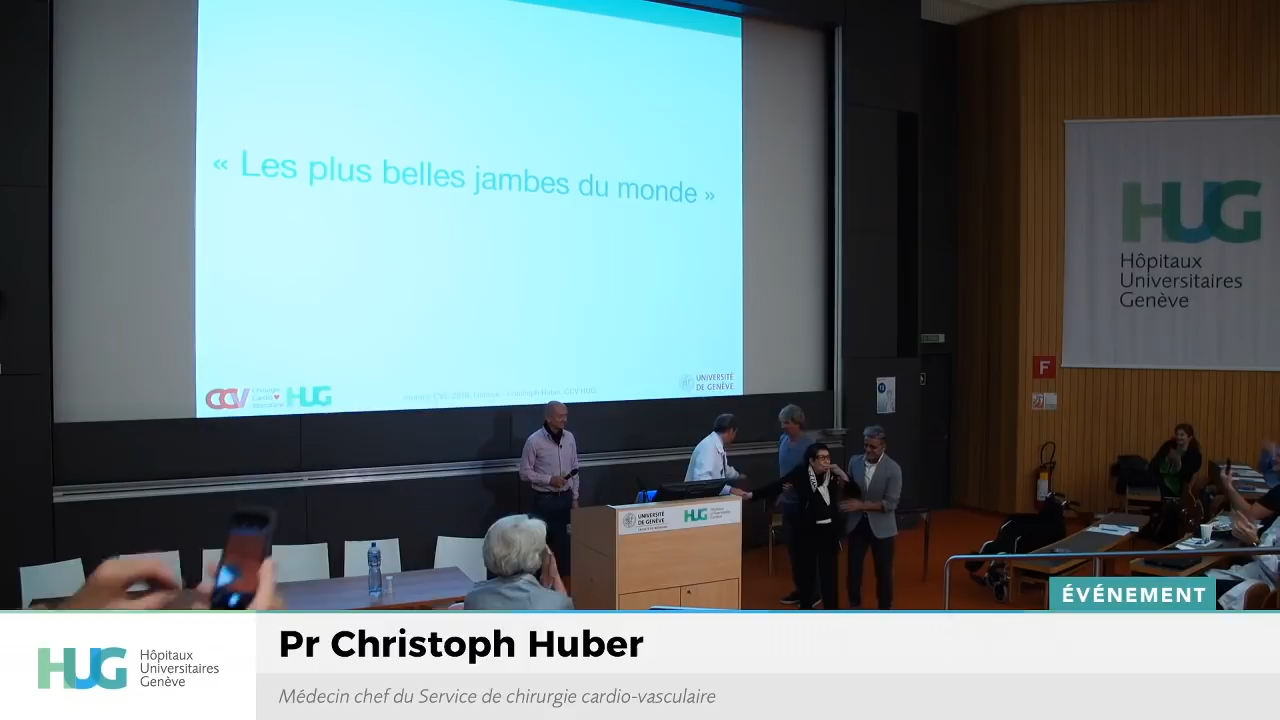 « Les plus belles jambes du monde »
CCV
HUG
UNIVERSITÉ
DE GENÈVE
HUG
Hôpitaux
Universitaires
Genève
F
UNIVERSITÉ
DE GENÈVE
HUG
ÉVÉNEMENT
HUG
Hôpitaux
Universitaires
Genève
Pr Christoph Huber
Médecin chef du Service de chirurgie cardio-vasculaire